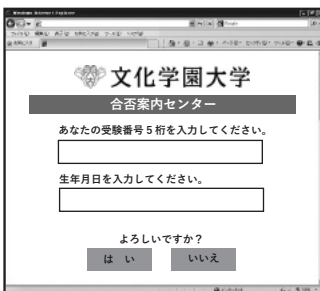 Windows Internet Explorer
文化学園大学
合否案内センター
あなたの受験番号５桁を入力してください。
生年月日を入力してください。
よろしいですか？
は い
いいえ